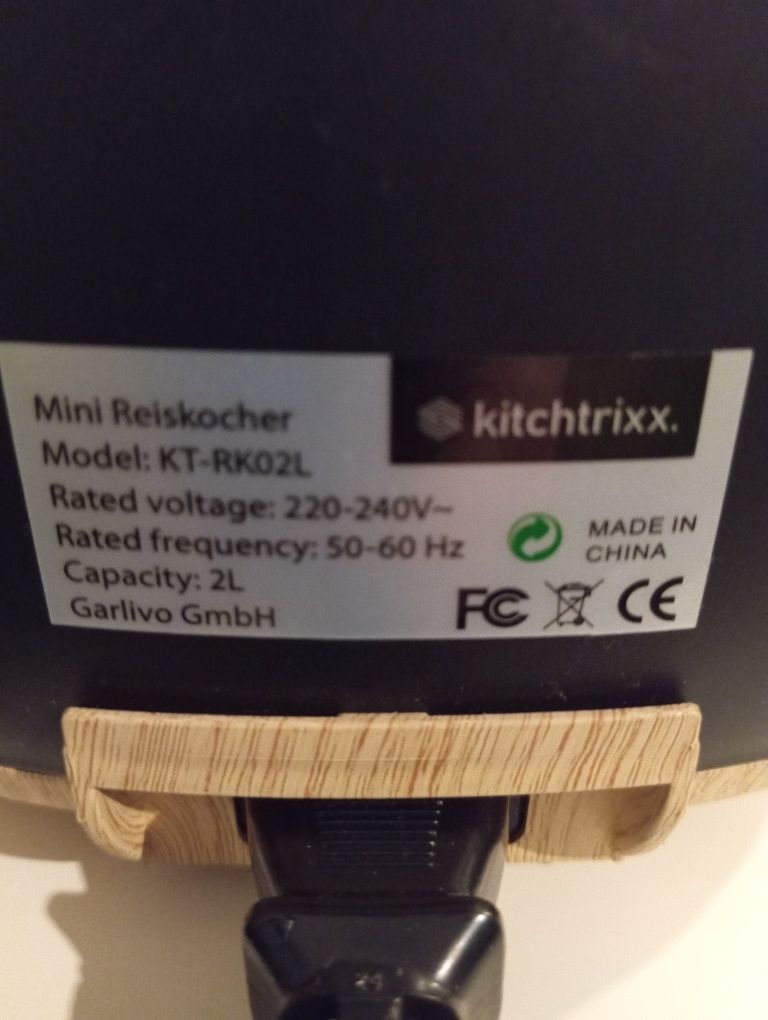 Mini Reiskocher
Model: KT-RK02L
Rated voltage: 220-240V~
Rated frequency: 50-60 Hz
Capacity: 2L
Garlivo GmbH
kitchtrixx.
MADE IN
CHINA
FC CE